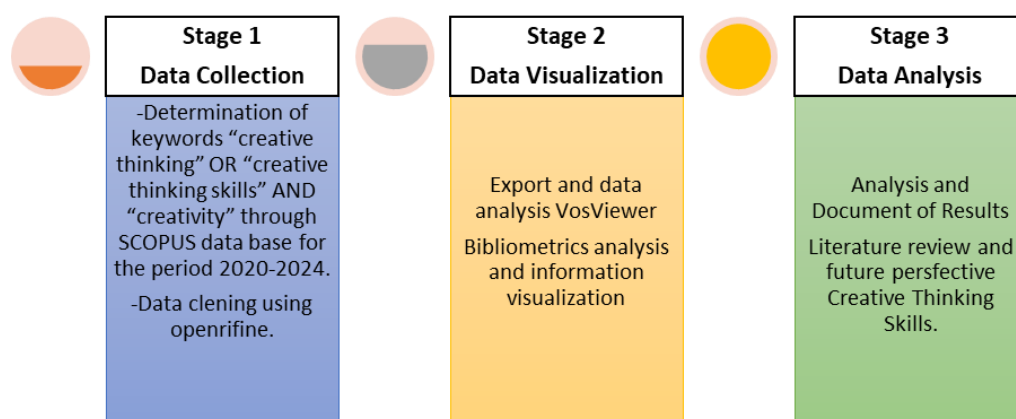 Stage 1
Data Collection
-Determination of
keywords “creative
thinking” OR “creative
thinking skills” AND
“creativity” through
SCOPUS data base for
the period 2020-2024.
-Data clening using
openrifine.
Stage 2
Data Visualization
Export and data
analysis VosViewer
Bibliometrics analysis
and information
visualization
Stage 3
Data Analysis
Analysis and
Document of Results
Literature review and
future persfective
Creative Thinking
Skills.